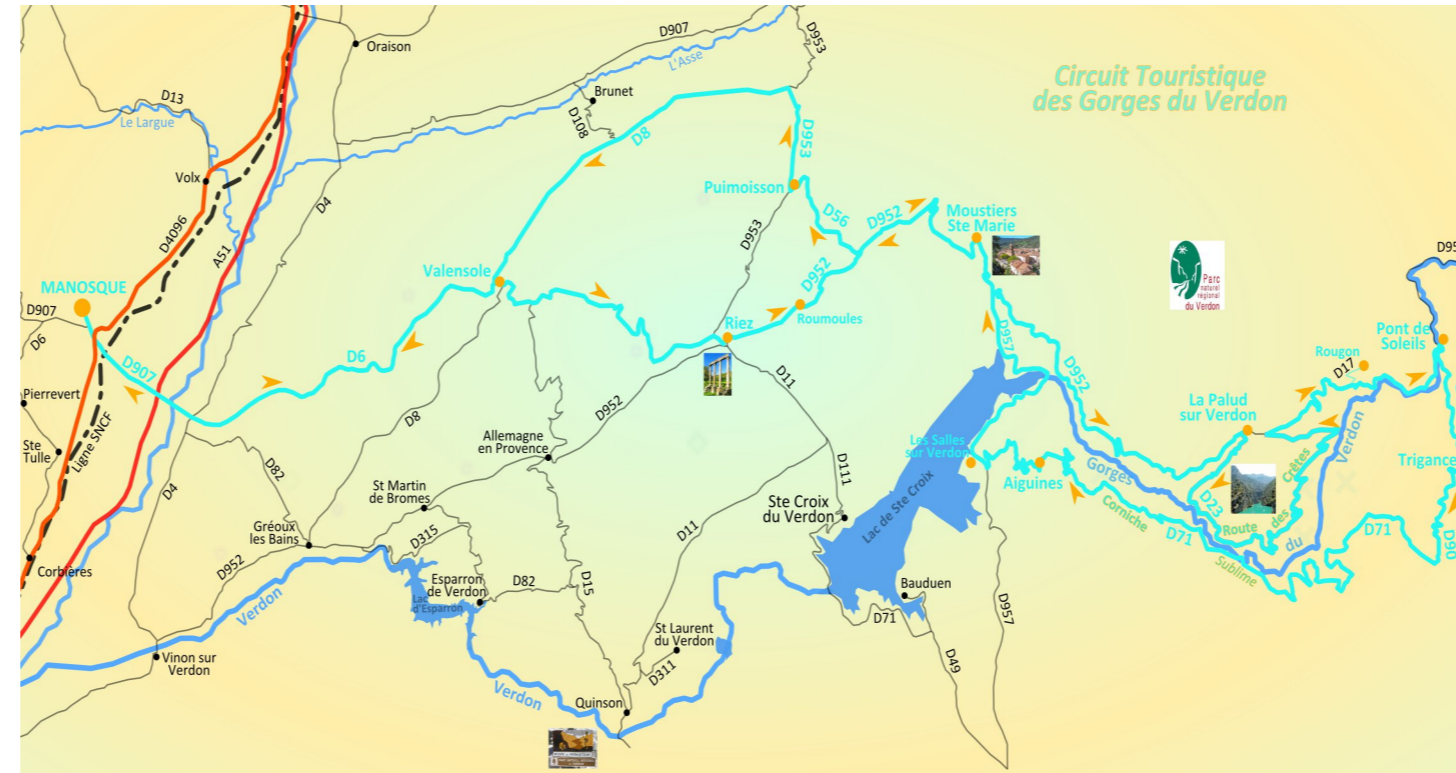 Circuit Touristique
des Gorges du Verdon
D907
D953
Oraison
L'Asse
Brunet
D13
D108
Le Largue
D8
D953
Volx
D4
Puimoisson
D4096
D56
D952
Moustiers
Ste Marie
A51
D953
Parc
naturel
régional
du Verdon
D95
Valensole
MANOSQUE
D952
D907
Riez
Roumoules
D957
Pont de
Soleils
D6
D6
Rougon
D17
D907
D11
D952
La Palud
sur Verdon
Pierrevert
D952
Verdon
Ste
Tulle
Ligne SNCF
D8
Allemagne
en Provence
Les Salles
sur Verdon
Gorges
Crêtes
Trigance
D82
St Martin
de Bromes
D111
Aiguines
D4
Ste Croix
du Verdon
Lac de Ste Croix
Corniche
D23
Route
des
Gréoux
les Bains
D315
D11
D71
du
D71
Sublime
D90
Corbières
D952
Esparron
de Verdon
D82
D15
Bauduen
Verdon
Lac
d'Esparron
D71
D957
St Laurent
du Verdon
Vinon sur
Verdon
D311
D49
Verdon
Quinson